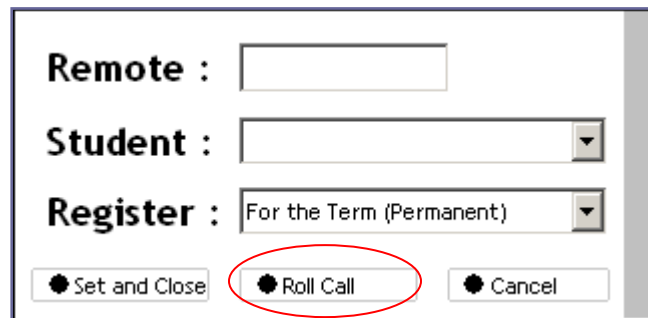 Remote :
Student :
Register : For the Term (Permanent)
Set and Close Roll Call Cancel